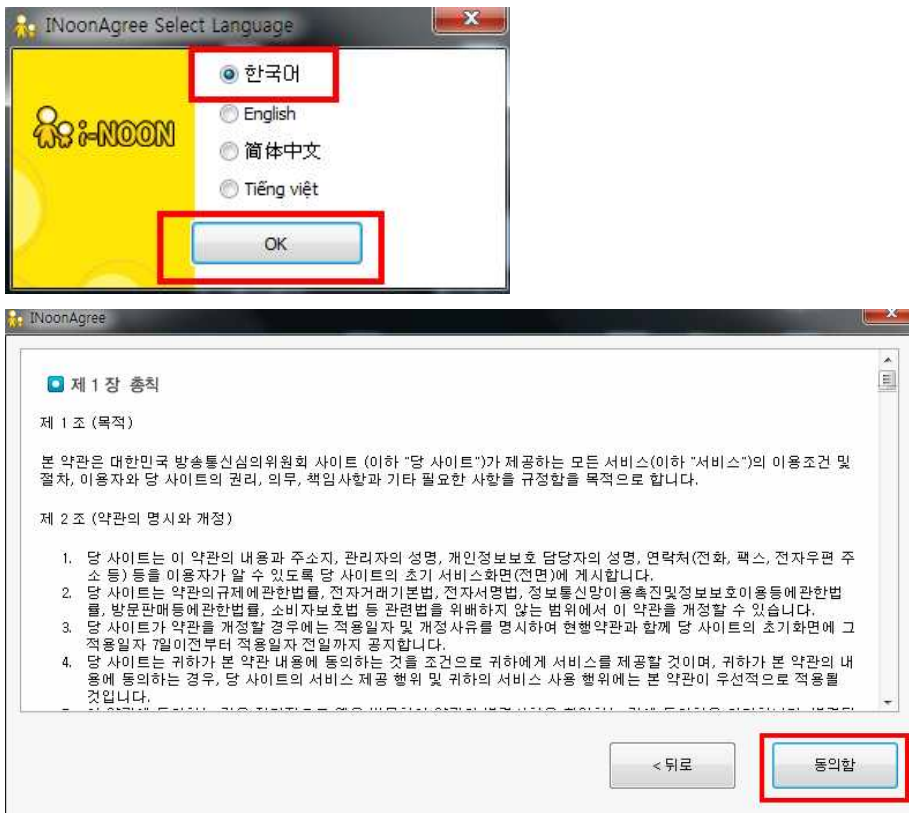 INoonAgree Select Language
한국어
i-NOON
English
简体中文
Tiếng việt
OK
INoonAgree
제 1 장 총칙
제 1 조 (목적)
본 약관은 대한민국 방송통신심의위원회 사이트 (이하 "당 사이트")가 제공하는 모든 서비스(이하 "서비스")의 이용조건 및
절차, 이용자와 당 사이트의 권리, 의무, 책임사항과 기타 필요한 사항을 규정함을 목적으로 합니다.
제 2 조 (약관의 명시와 개정)
1. 당 사이트는 이 약관의 내용과 주소지, 관리자의 성명, 개인정보보호 담당자의 성명, 연락처(전화, 팩스, 전자우편 주
소 등) 등을 이용자가 알 수 있도록 당 사이트의 초기 서비스화면(전면)에 게시합니다.
2. 당 사이트는 약관의규제에관한법률, 전자거래기본법, 전자서명법, 정보통신망이용촉진및정보보호이용등에관한법
률, 방문판매등에관한법률, 소비자보호법 등 관련법을 위배하지 않는 범위에서 이 약관을 개정할 수 있습니다.
3. 당 사이트가 약관을 개정할 경우에는 적용일자 및 개정사유를 명시하여 현행약관과 함께 당 사이트의 초기화면에 그
적용일자 7일이전부터 적용일자 전일까지 공지합니다.
4. 당 사이트는 귀하가 본 약관 내용에 동의하는 것을 조건으로 귀하에게 서비스를 제공할 것이며, 귀하가 본 약관의 내
용에 동의하는 경우, 당 사이트의 서비스 제공 행위 및 귀하의 서비스 사용 행위에는 본 약관이 우선적으로 적용될
것입니다.
< 뒤로
동의함